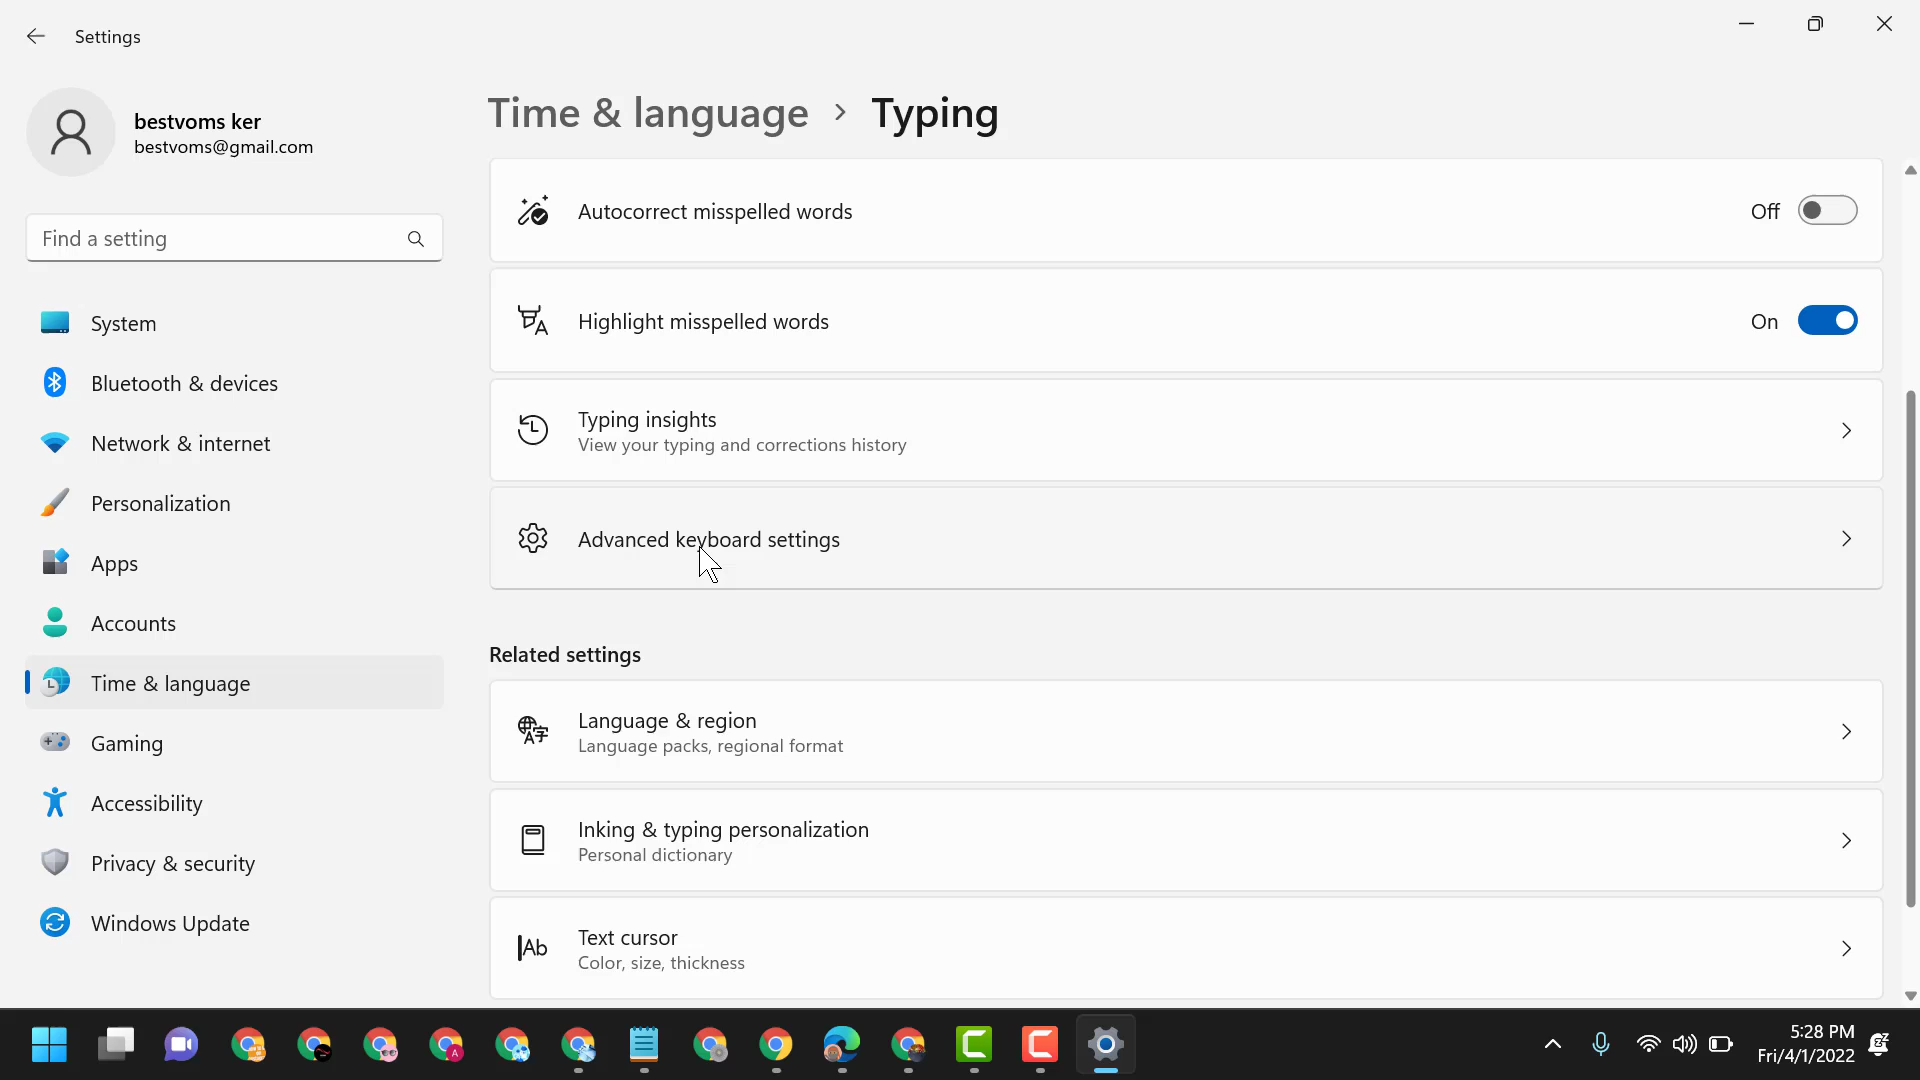 Settings
bestvoms ker
bestvoms@gmail.com
Find a setting
System
Bluetooth & devices
Network & internet
Personalization
Apps
Accounts
Time & language
Gaming
Accessibility
Privacy & security
Windows Update
Time & language › Typing
Autocorrect misspelled words
Off
Highlight misspelled words
On
Typing insights
View your typing and corrections history
Advanced keyboard settings
Related settings
Language & region
Language packs, regional format
Inking & typing personalization
Personal dictionary
Text cursor
Color, size, thickness
5:28 PM
Fri/4/1/2022